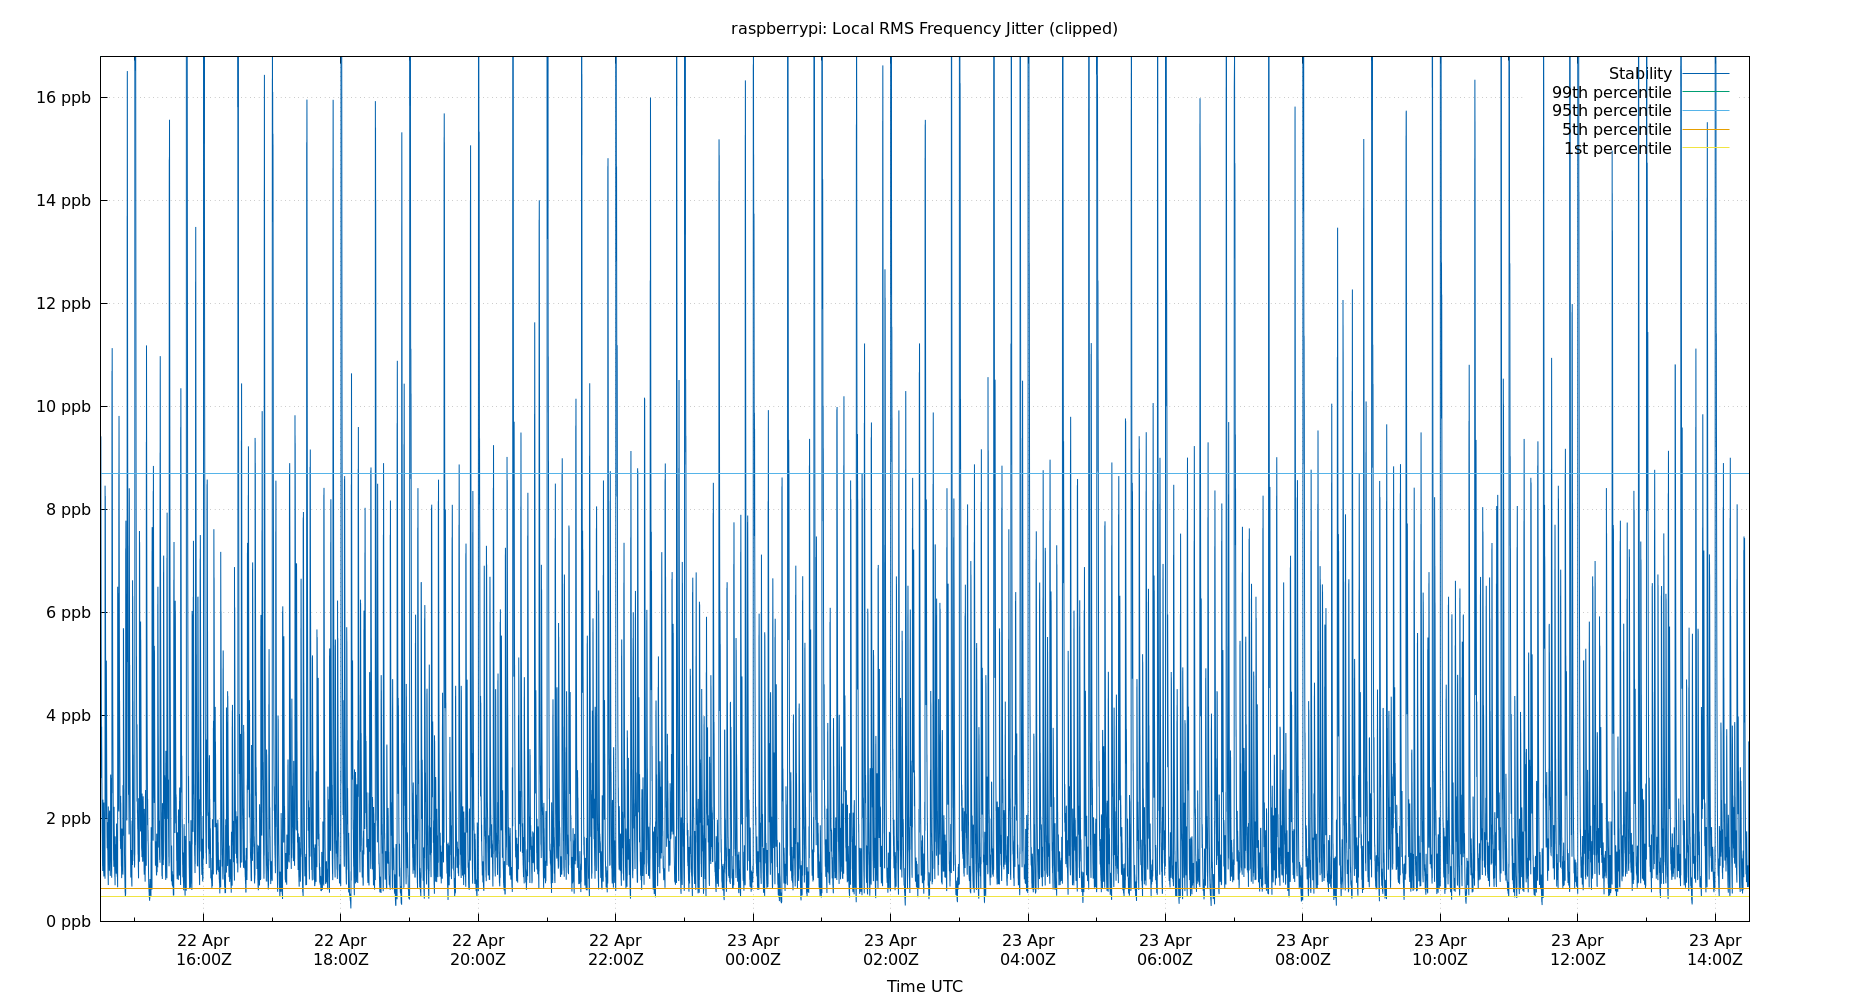 raspberrypi: Local RMS Frequency Jitter (clipped)
Stability
99th percentile
95th percentile
5th percentile
1st percentile
16 ppb
14 ppb
12 ppb
10 ppb
8 ppb
6 ppb
4 ppb
2 ppb
0 ppb
22 Apr 22 Apr 22 Apr 22 Apr 23 Apr 23 Apr 23 Apr 23 Apr 23 Apr 23 Apr 23 Apr 23 Apr
16:00Z 18:00Z 20:00Z 22:00Z 00:00Z 02:00Z 04:00Z 06:00Z 08:00Z 10:00Z 12:00Z 14:00Z
Time UTC